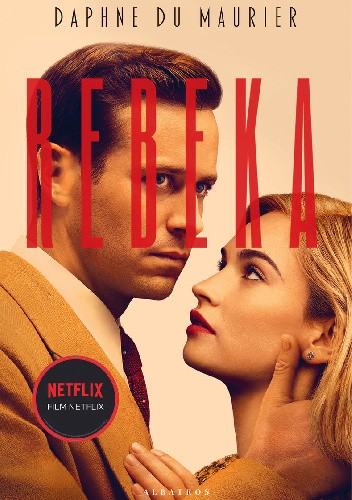 DAPHNE DU MAURIER
REBEKA
NETFLIX
FILM NETFLIX
ALBATROS